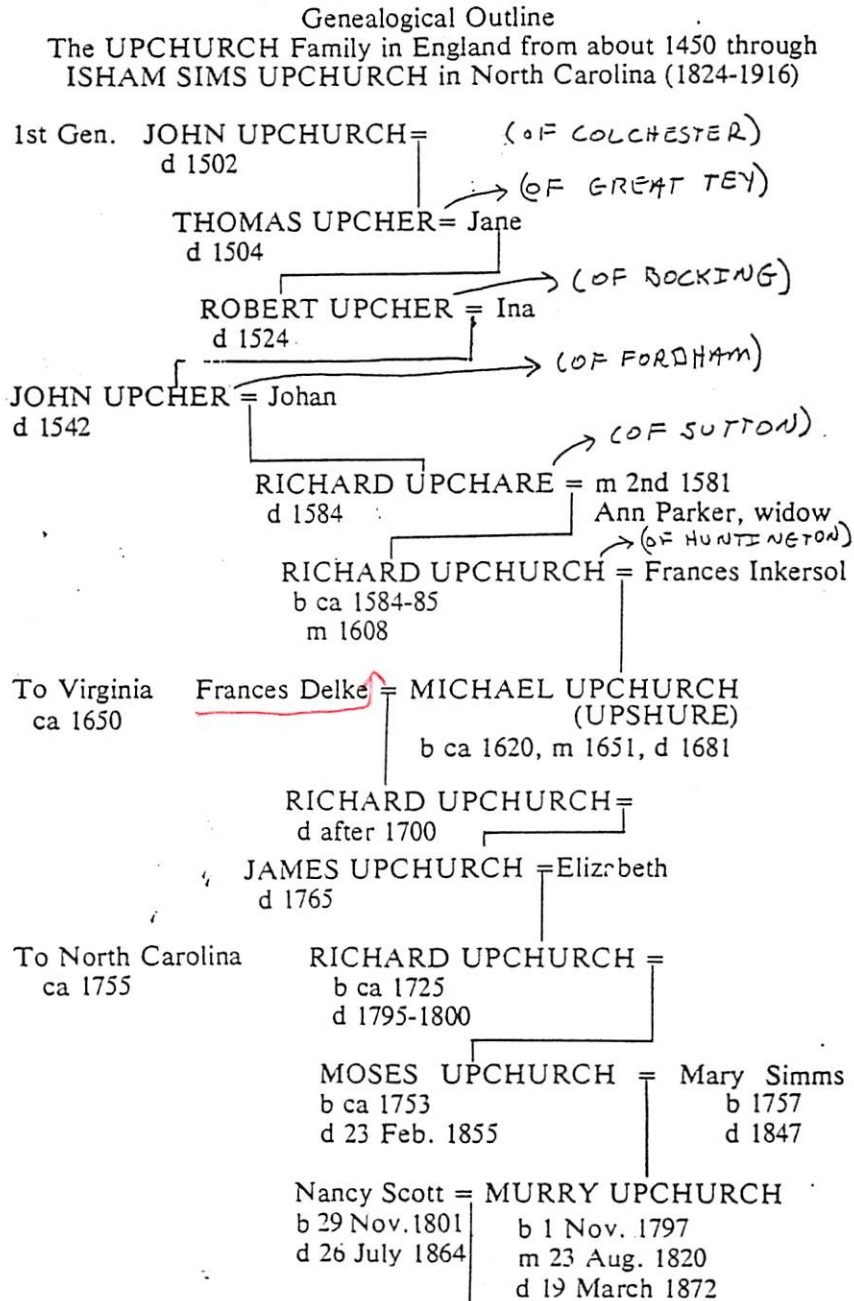 Genealogical Outline
The UPCHURCH Family in England from about 1450 through
ISHAM SIMS UPCHURCH in North Carolina (1824-1916)
1st Gen. JOHN UPCHURCH= (OF COLCHESTER)
d 1502
(OF GREAT TEY)
THOMAS UPCHER= Jane
d 1504
(OF BOCKING)
ROBERT UPCHER = Ina
d 1524
(OF FORDHAM)
JOHN UPCHER = Johan
d 1542
(OF SUTTON)
RICHARD UPCHARE = m 2nd 1581
d 1584 Ann Parker, widow
(OF HUNTINGTON)
RICHARD UPCHURCH = Frances Inkersol
b ca 1584-85
m 1608
To Virginia Frances Delke = MICHAEL UPCHURCH
ca 1650 (UPSHURE)
b ca 1620, m 1651, d 1681
RICHARD UPCHURCH=
d after 1700
JAMES UPCHURCH =Elizabeth
d 1765
To North Carolina RICHARD UPCHURCH =
ca 1755 b ca 1725
d 1795-1800
MOSES UPCHURCH = Mary Simms
b ca 1753 b 1757
d 23 Feb. 1855 d 1847
Nancy Scott = MURRY UPCHURCH
b 29 Nov. 1801 b 1 Nov. 1797
d 26 July 1864 m 23 Aug. 1820
d 19 March 1872